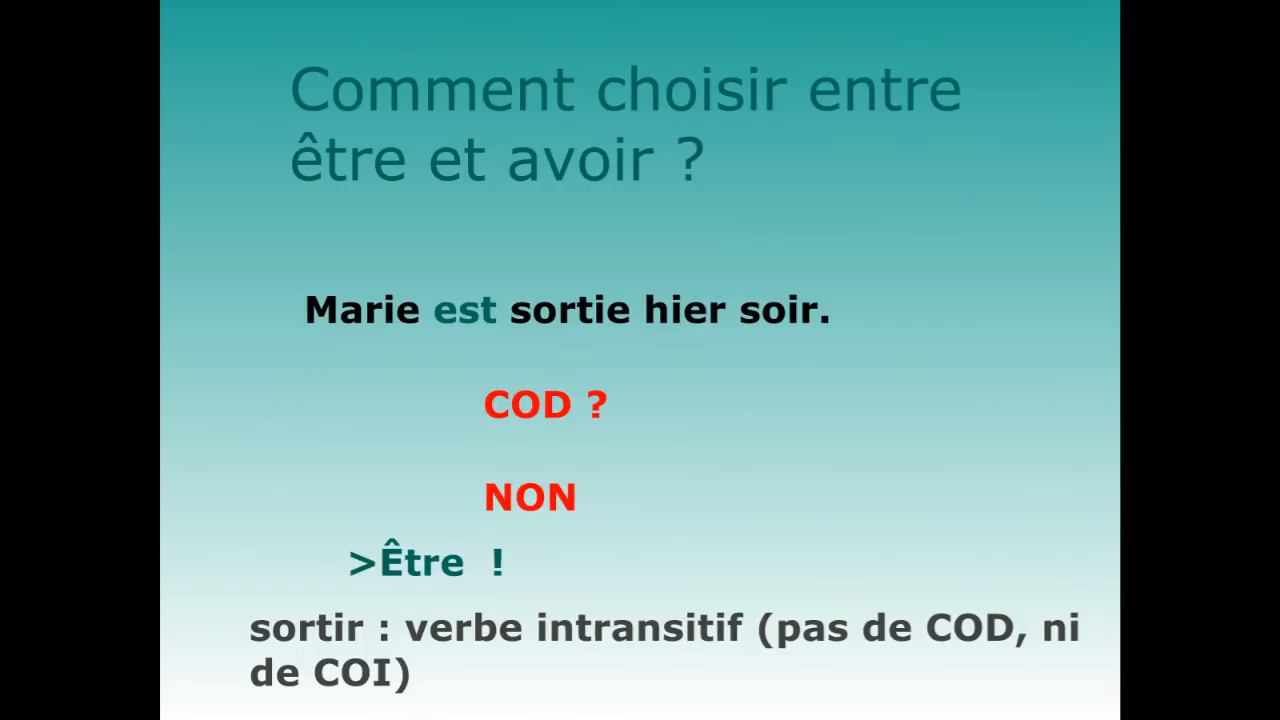 Comment choisir entre
être et avoir ?
Marie est sortie hier soir.
COD ?
NON
>Être !
sortir : verbe intransitif (pas de COD, ni
de COI)